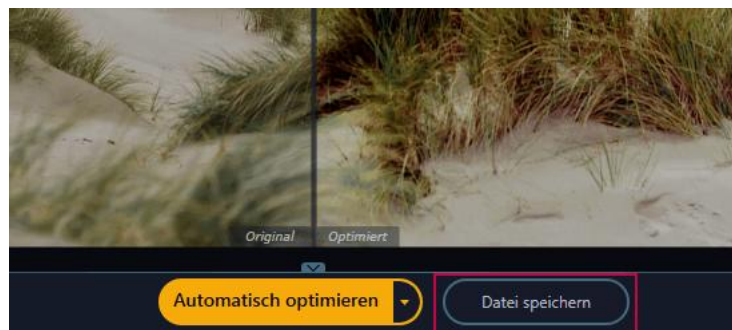 Original
Optimiert
Automatisch optimieren
Datei speichern